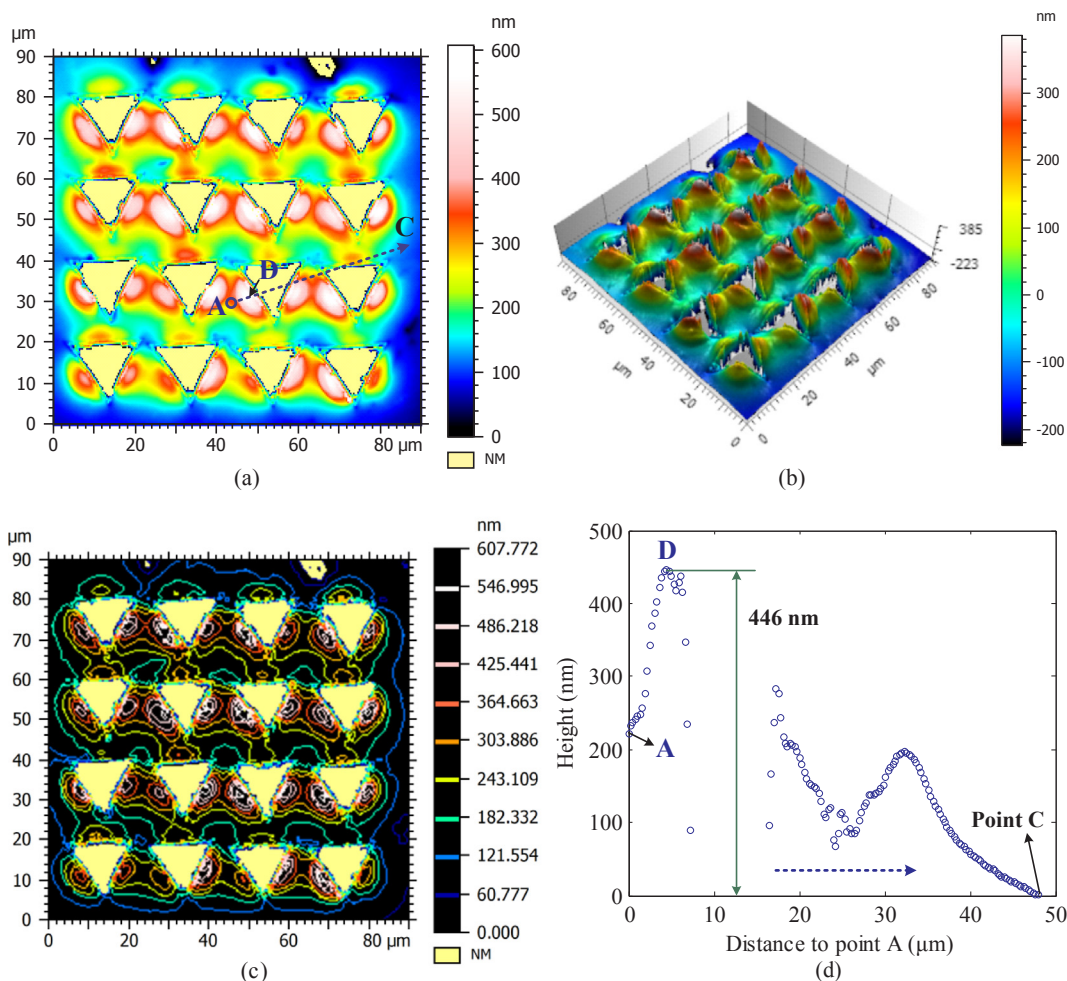 µm
90
80
70
60
50
40
30
20
10
0
0 20 40 60 80 µm
C
D
A
nm
600
500
400
300
200
100
0
NM
(a)
nm
300
200
100
0
-100
-200
385
-223
80
60
40
20
0
µm
80
60
40
20
0
µm
(b)
µm
90
80
70
60
50
40
30
20
10
0
0 20 40 60 80 µm
nm
607.772
546.995
486.218
425.441
364.663
303.886
243.109
182.332
121.554
60.777
0.000
NM
(c)
500
400
300
200
100
0
Height (nm)
D
446 nm
A
Point C
0 10 20 30 40 50
Distance to point A (µm)
(d)